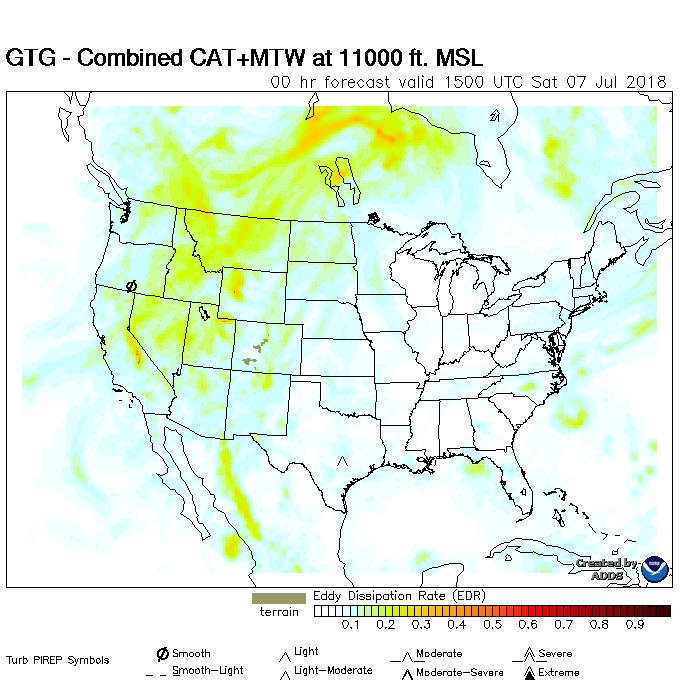 GTG - Combined CAT+MTW at 11000 ft. MSL
00 hr forecast valid 1500 UTC Sat 07 Jul 2018
Created by
ADDS
terrain
Eddy Dissipation Rate (EDR)
0.1 0.2 0.3 0.4 0.5 0.6 0.7 0.8 0.9
Turb PIREP Symbols
Smooth
Light
Moderate
Severe
Smooth-Light
Light-Moderate
Moderate-Severe
Extreme